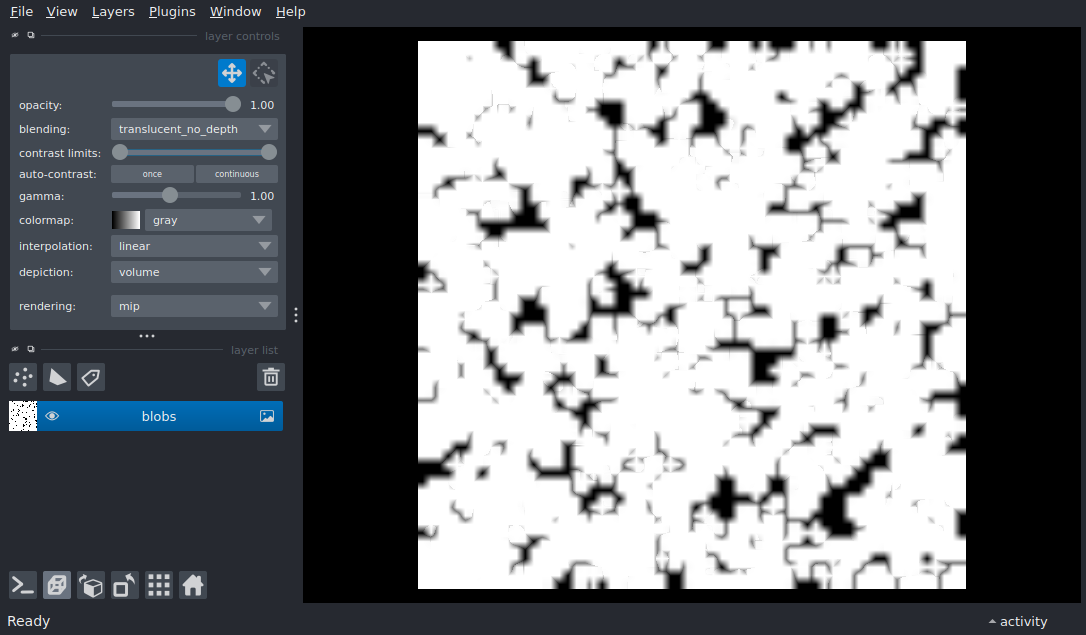 File View Layers Plugins Window Help
layer controls
opacity: 1.00
blending: translucent_no_depth
contrast limits:
auto-contrast: once continuous
gamma: 1.00
colormap: gray
interpolation: linear
depiction: volume
rendering: mip
layer list
blobs
Ready activity